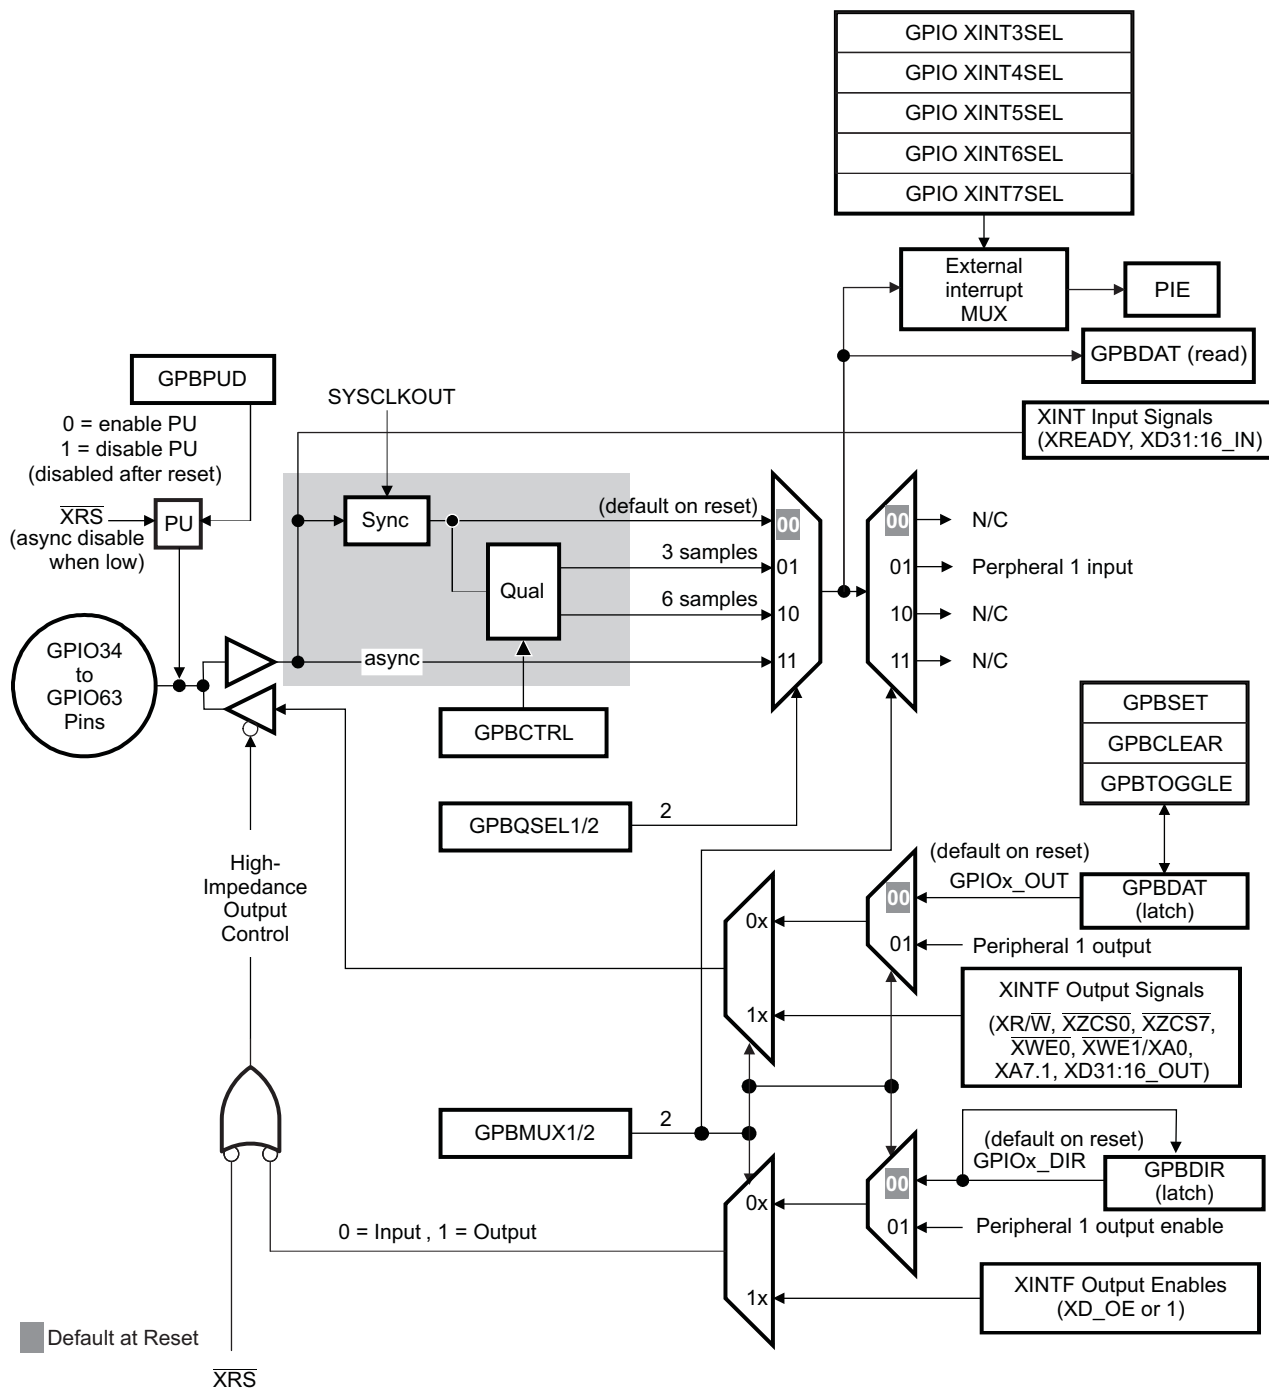 GPIO XINT3SEL
GPIO XINT4SEL
GPIO XINT5SEL
GPIO XINT6SEL
GPIO XINT7SEL
External
interrupt
MUX
PIE
GPBDAT (read)
XINT Input Signals
(XREADY, XD31:16_IN)
GPBPUD
0 = enable PU
1 = disable PU
(disabled after reset)
XRS
(async disable
when low)
PU
SYSCLKOUT
Sync
Qual
(default on reset)
3 samples
6 samples
async
00
01
10
11
00
01
10
11
N/C
Perpheral 1 input
N/C
N/C
GPIO34
to
GPIO63
Pins
GPBCTRL
GPBQSEL1/2
2
GPBSET
GPBCLEAR
GPBTOGGLE
High-
Impedance
Output
Control
(default on reset)
GPIOx_OUT
GPBDAT
(latch)
00
01
Peripheral 1 output
0x
1x
XINTF Output Signals
(XR/W, XZCS0, XZCS7,
XWE0, XWE1/XA0,
XA7.1, XD31:16_OUT)
GPBMUX1/2
2
(default on reset)
GPIOx_DIR
GPBDIR
(latch)
00
01
Peripheral 1 output enable
0x
1x
0 = Input , 1 = Output
XINTF Output Enables
(XD_OE or 1)
Default at Reset
XRS